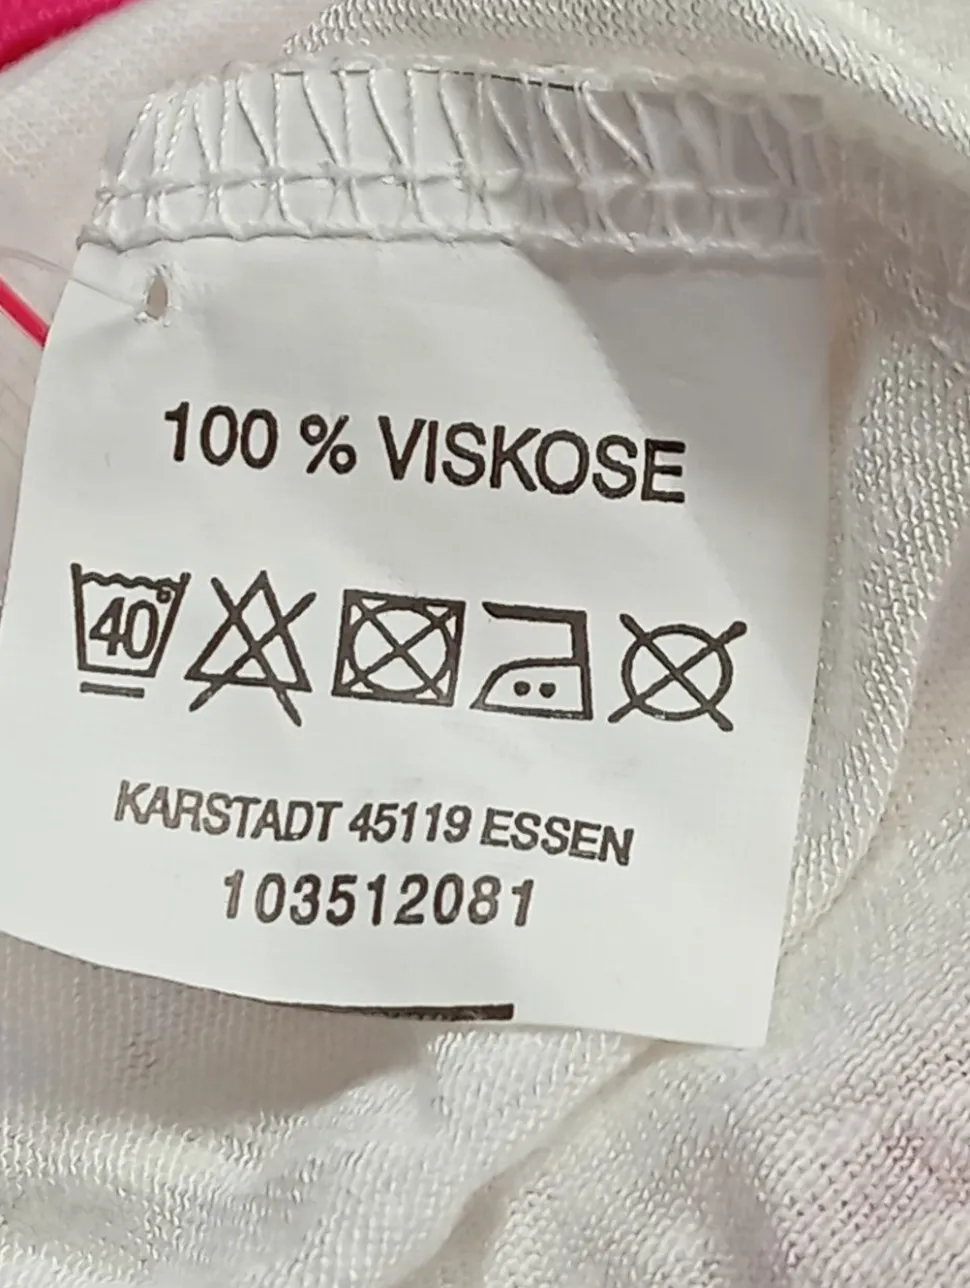 100 % VISKOSE
40°
KARSTADT 45119 ESSEN
103512081